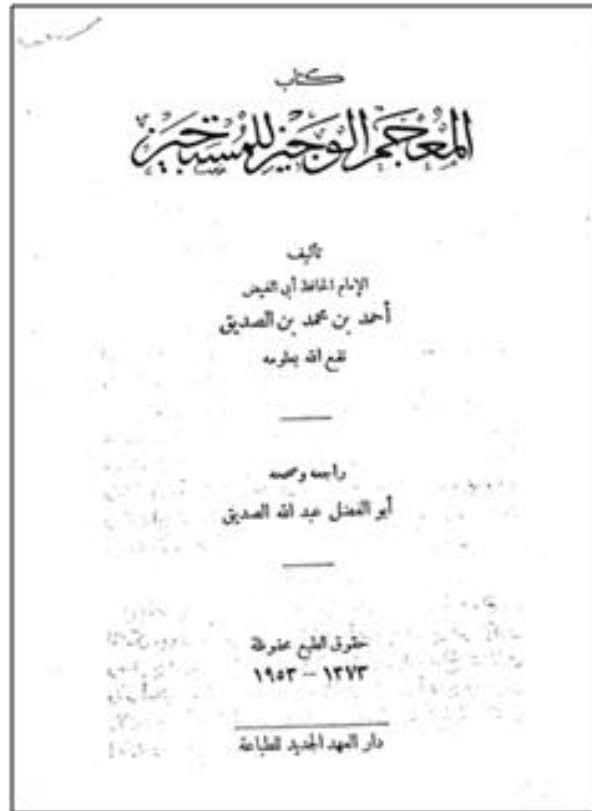 كتاب
المعجم الوجيز للمستجيز
تأليف
الإمام الحافظ أبي الفيض
أحمد بن محمد بن الصديق
نفع الله بعلومه
راجعه وصححه
أبو الفضل عبد الله الصديق
حقوق الطبع محفوظة
١٣٧٣ - ١٩٥٣
دار العهد الجديد للطباعة